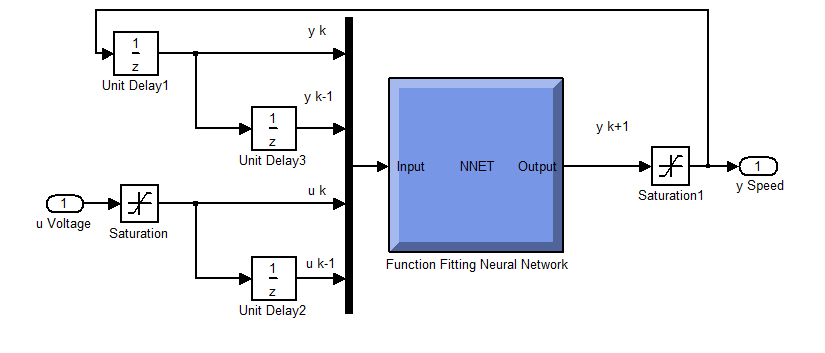 y k
1
z
Unit Delay1
y k-1
1
z
Unit Delay3
y k+1
Input NNET Output
1
y Speed
Saturation1
u k
1
u Voltage
Saturation
u k-1
1
z
Unit Delay2
Function Fitting Neural Network